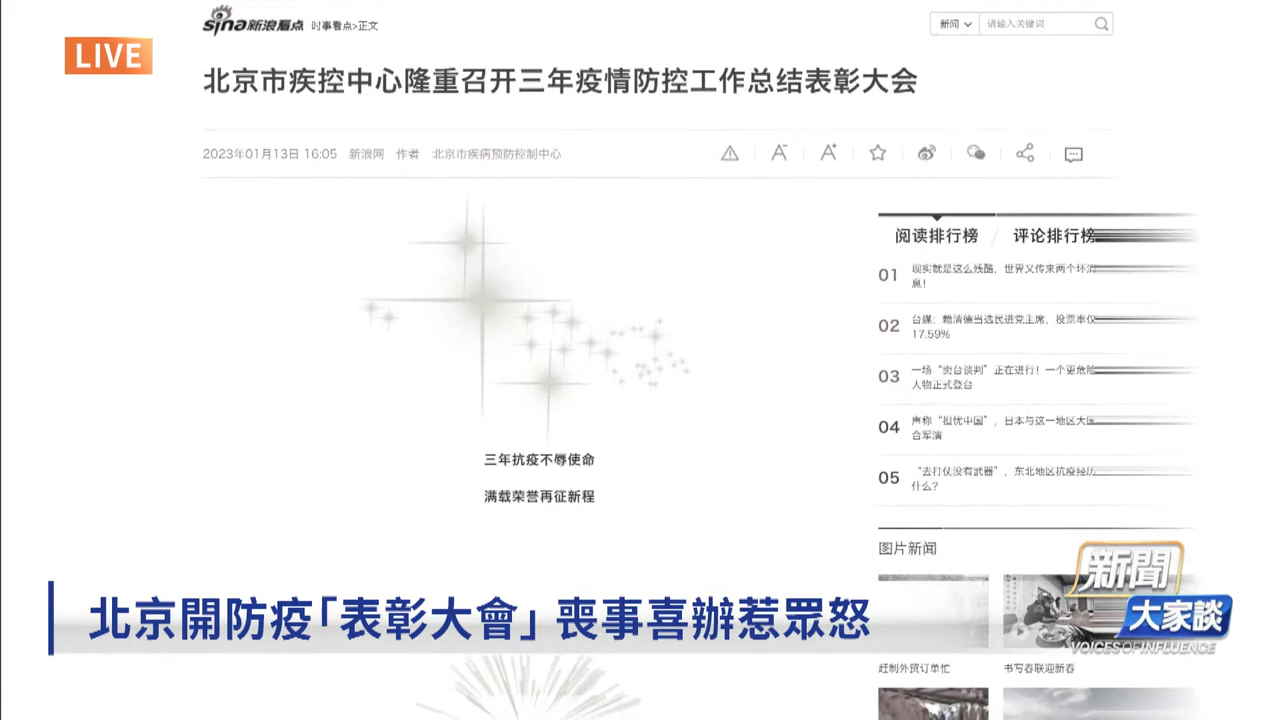 sina新浪看点 时事看点>正文
新闻 请输入关键词
LIVE
北京市疾控中心隆重召开三年疫情防控工作总结表彰大会
2023年01月13日 16:05 新浪网 作者 北京市疾病预防控制中心
阅读排行榜 / 评论排行榜
01 现实就是这么残酷，世界又传来两个坏消
息！
02 台媒：赖清德当选民进党主席，投票率仅
17.59%
03 一场“卖台谈判”正在进行！一个更危险
人物正式登台
04 声称“担忧中国”，日本与这一地区大国
合军演
05 “去打仗没有武器”，东北地区抗疫经历
什么？
三年抗疫不辱使命
满载荣誉再征新程
图片新闻
新聞
大家談
VOICES OF INFLUENCE
北京開防疫「表彰大會」喪事喜辦惹眾怒
赶制外贸订单忙 书写春联迎新春